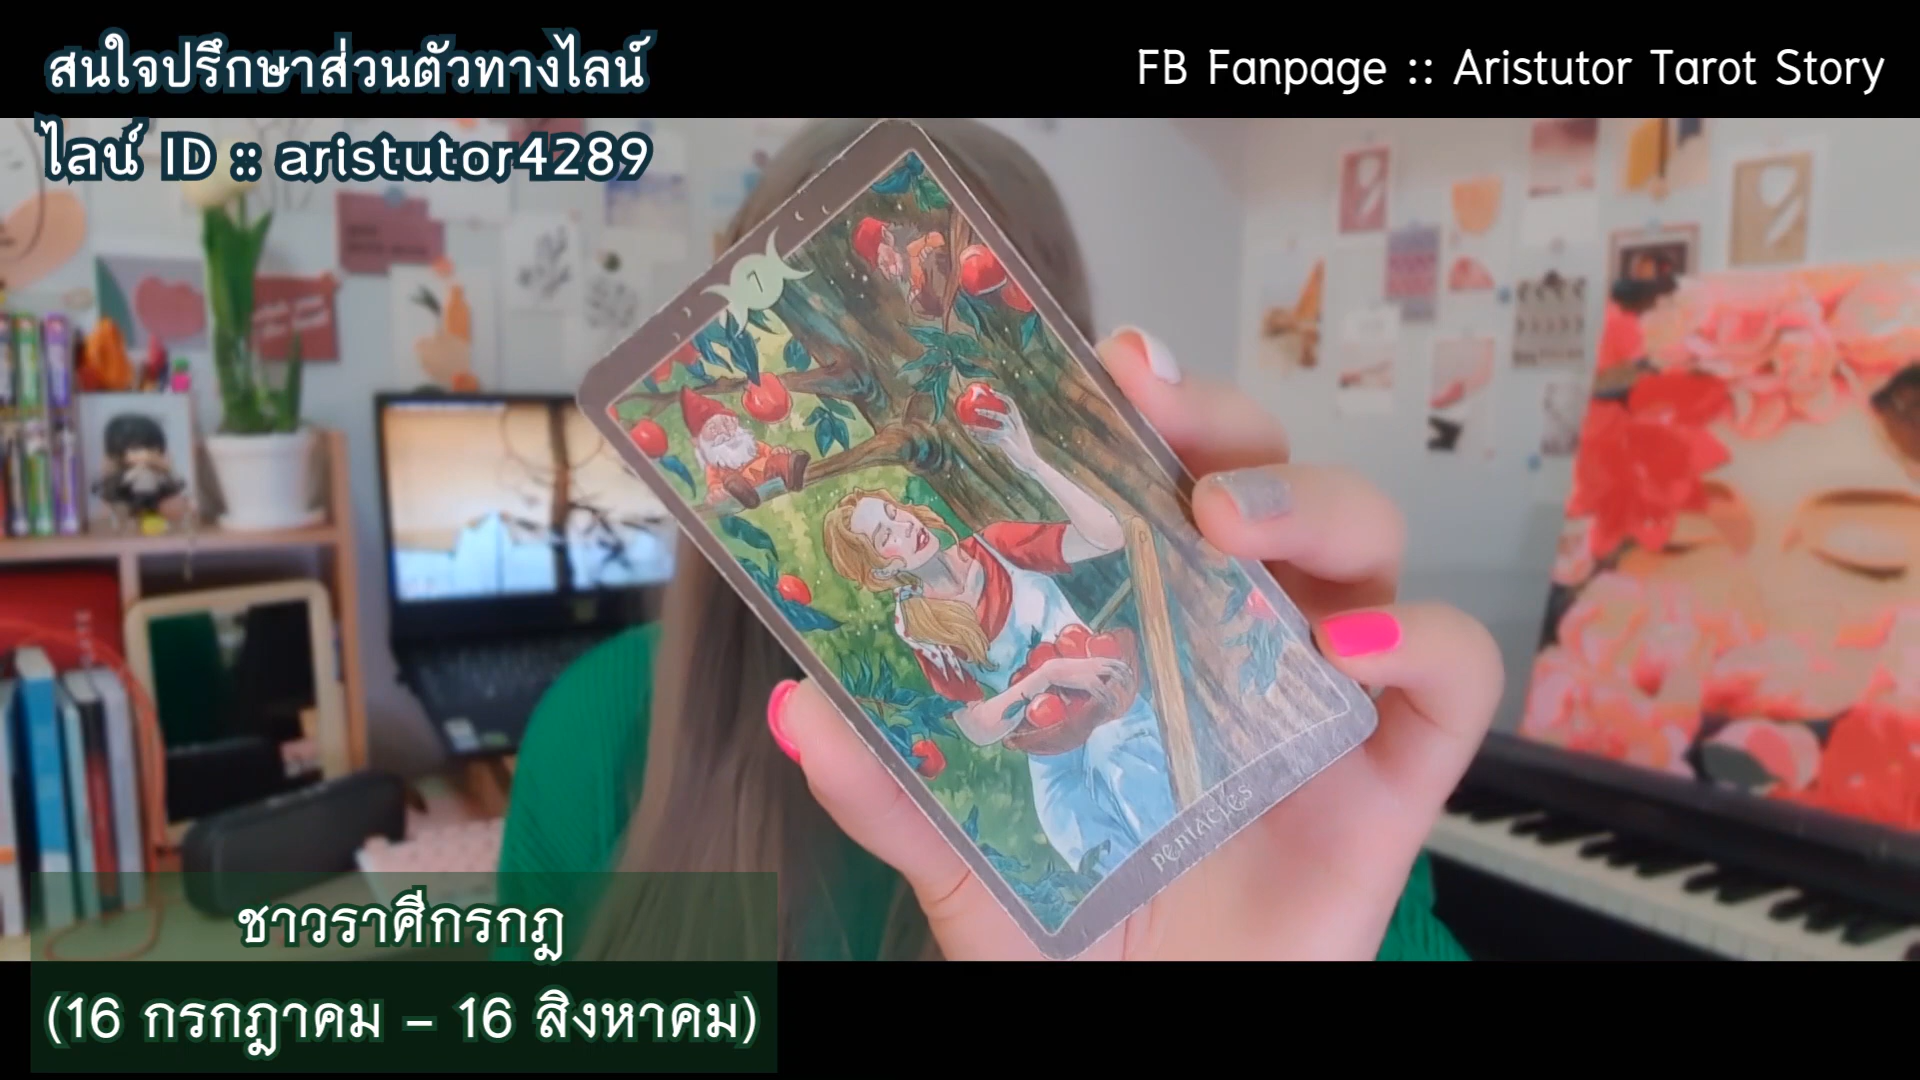 สนใจปรึกษาส่วนตัวทางไลน์
ไลน์ ID :: aristutor4289
FB Fanpage :: Aristutor Tarot Story
7
PENTACLES
ชาวราศีกรกฎ
(16 กรกฎาคม – 16 สิงหาคม)